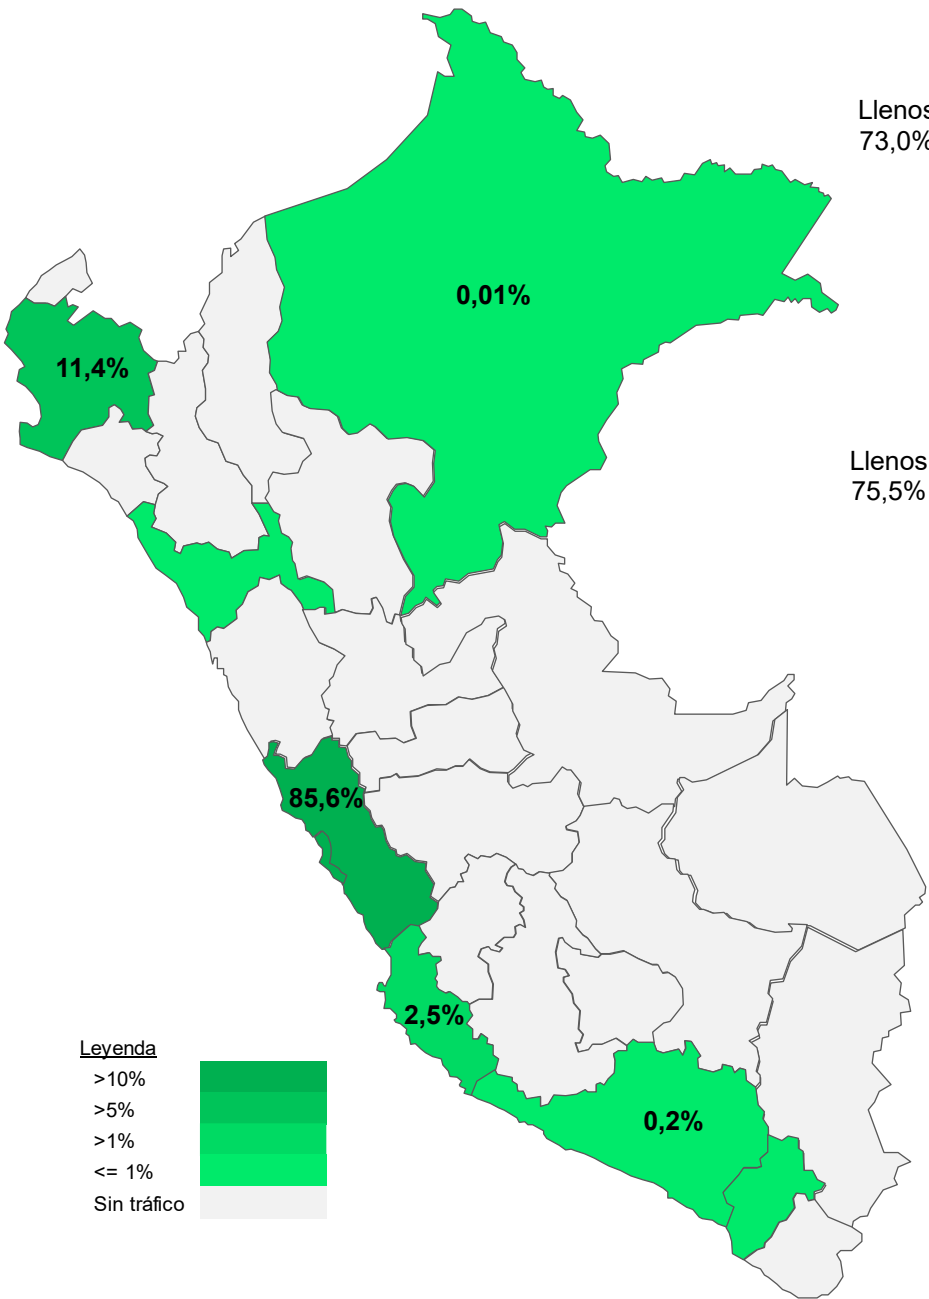 Llenos
73,0%
0,01%
11,4%
Llenos
75,5%
85,6%
2,5%
0,2%
Leyenda
>10%
>5%
>1%
<= 1%
Sin tráfico